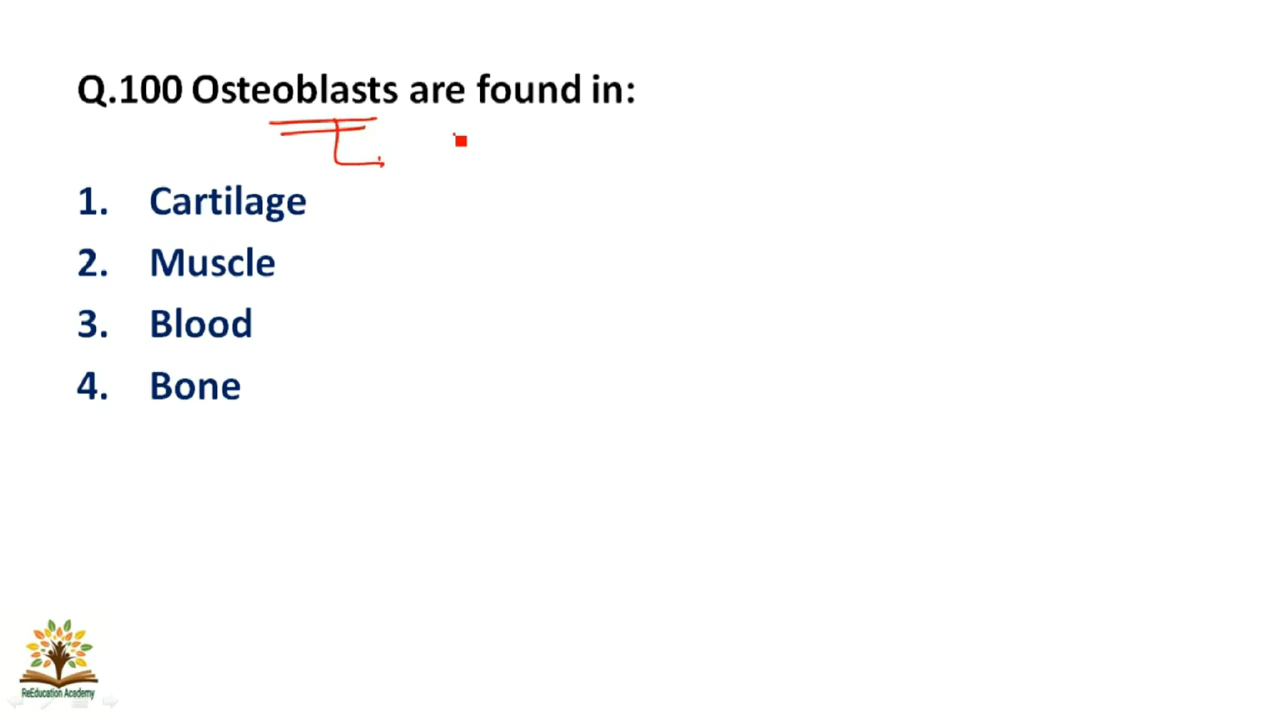 Q.100 Osteoblasts are found in:
1. Cartilage
2. Muscle
3. Blood
4. Bone
ReEducation Academy